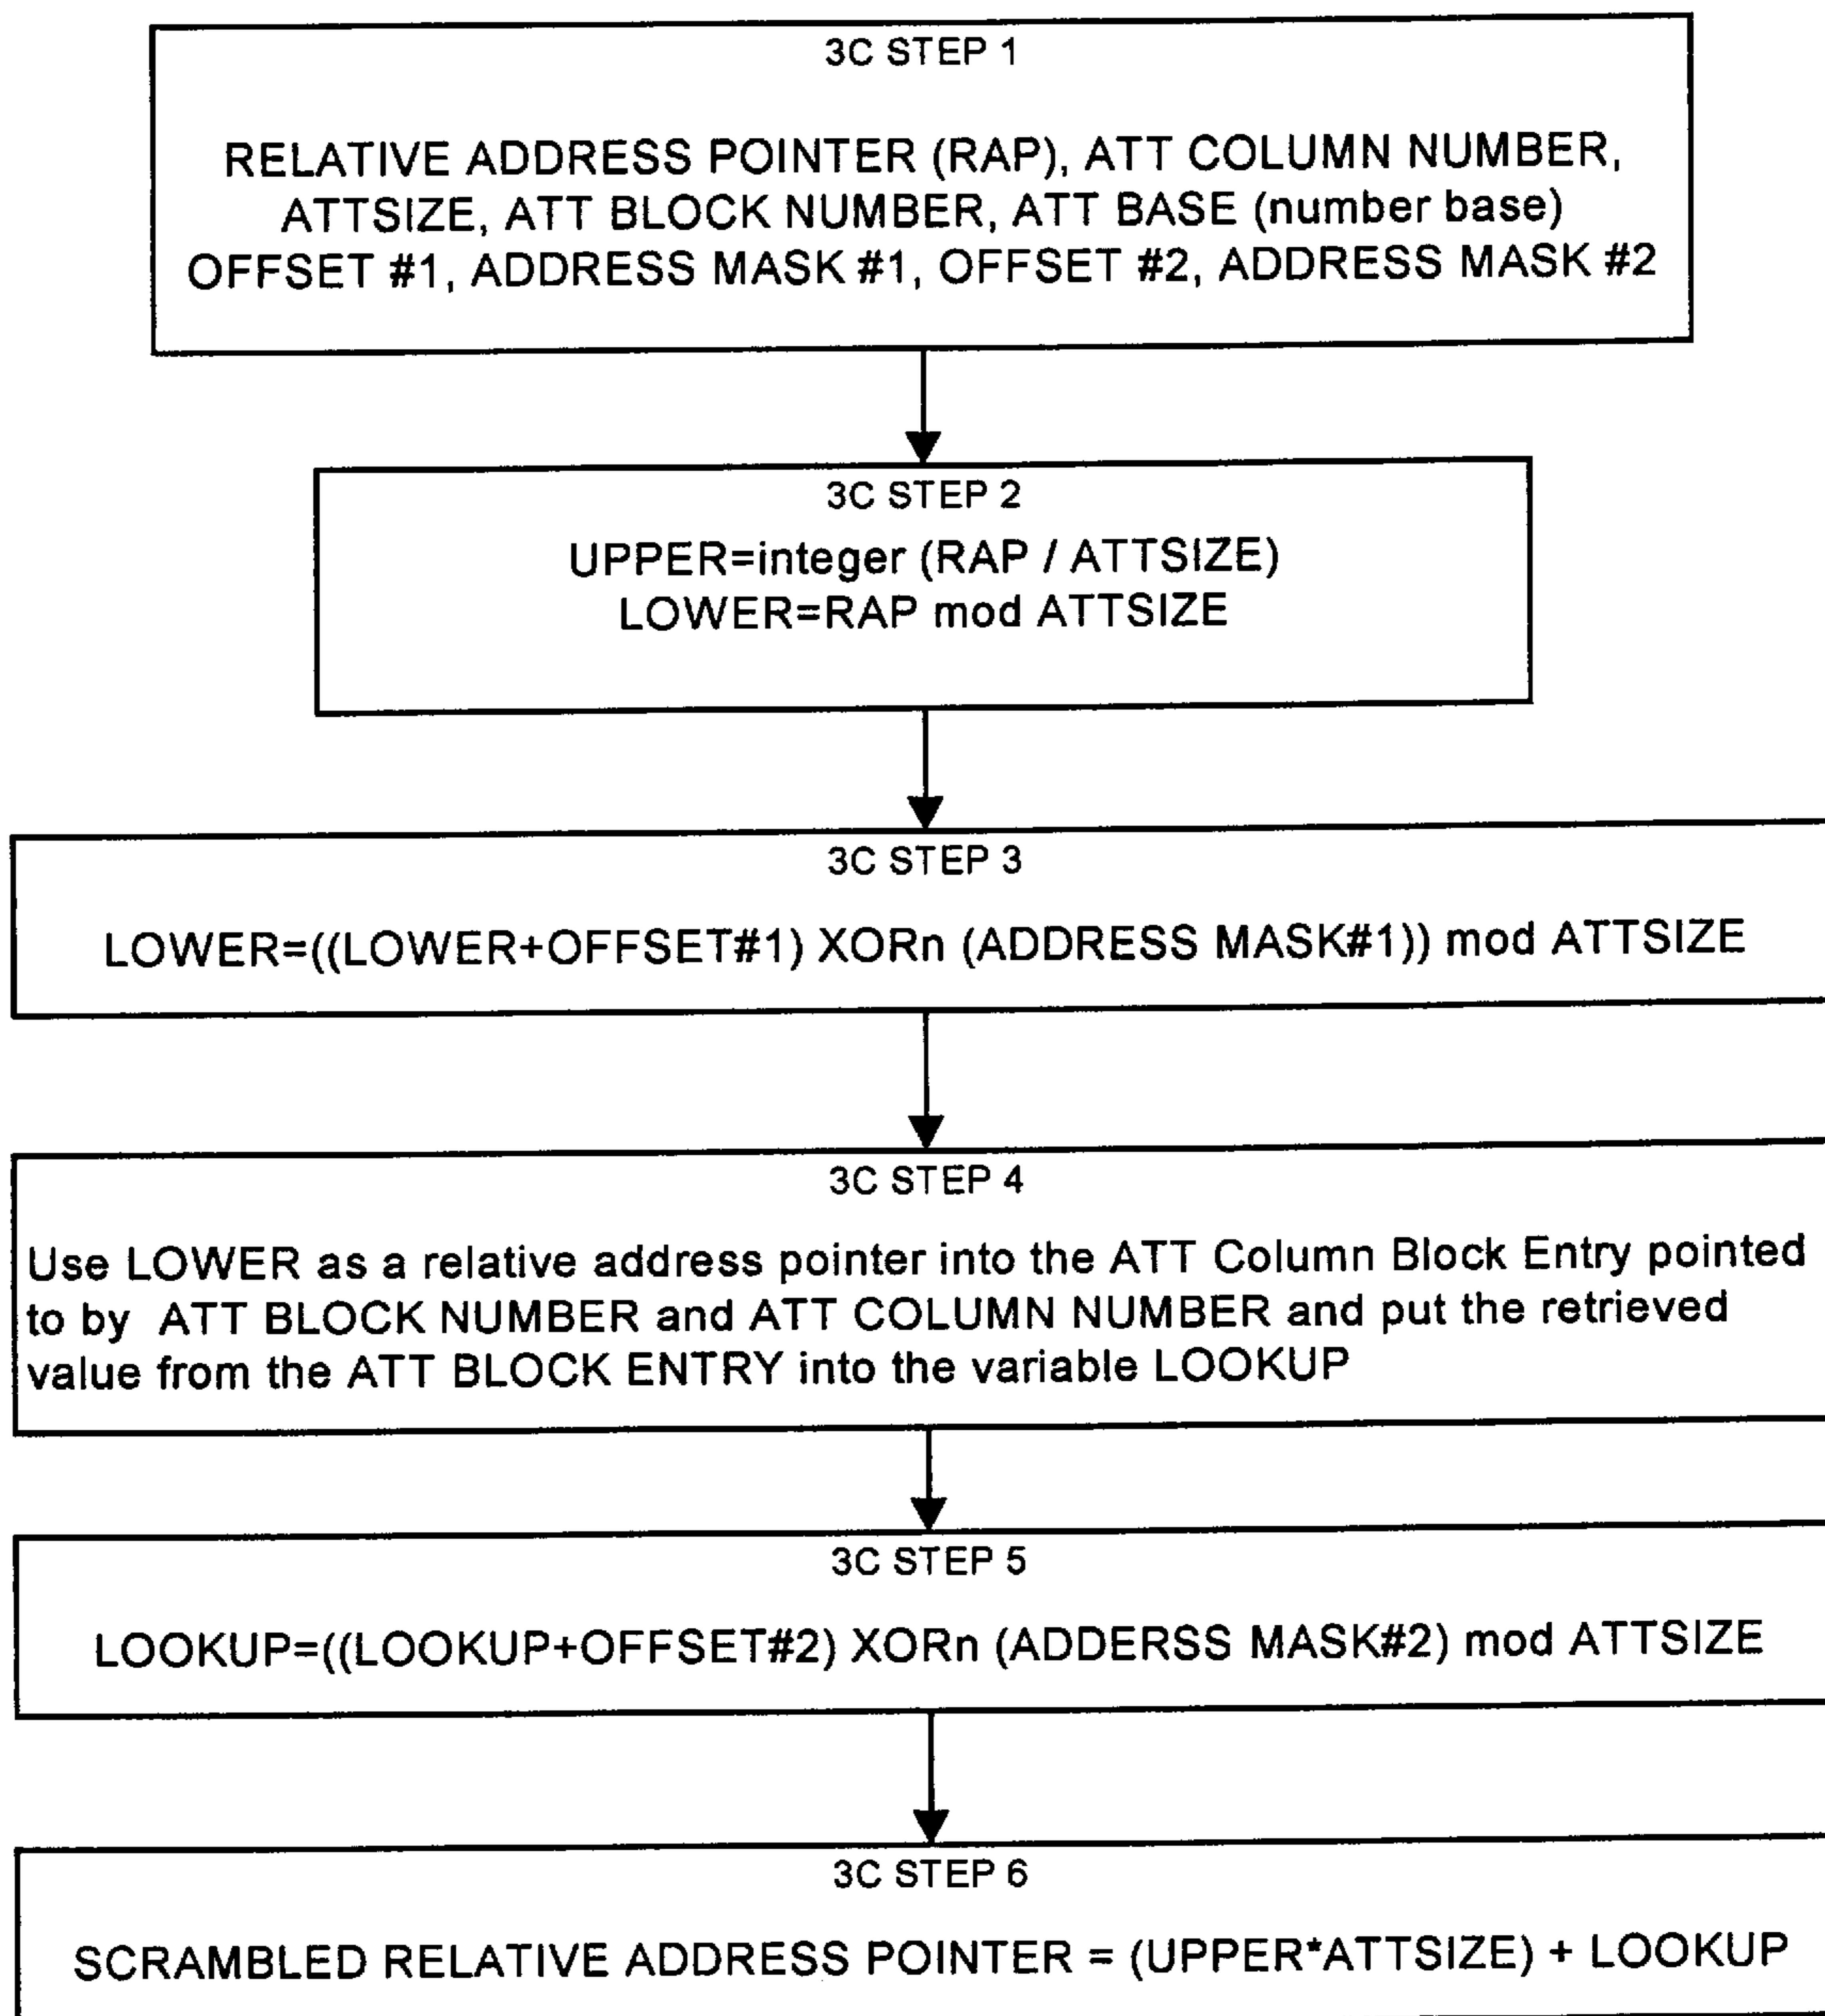 3C STEP 1
RELATIVE ADDRESS POINTER (RAP), ATT COLUMN NUMBER,
ATTSIZE, ATT BLOCK NUMBER, ATT BASE (number base)
OFFSET #1, ADDRESS MASK #1, OFFSET #2, ADDRESS MASK #2
3C STEP 2
UPPER=integer (RAP / ATTSIZE)
LOWER=RAP mod ATTSIZE
3C STEP 3
LOWER=((LOWER+OFFSET#1) XORn (ADDRESS MASK#1)) mod ATTSIZE
3C STEP 4
Use LOWER as a relative address pointer into the ATT Column Block Entry pointed
to by ATT BLOCK NUMBER and ATT COLUMN NUMBER and put the retrieved
value from the ATT BLOCK ENTRY into the variable LOOKUP
3C STEP 5
LOOKUP=((LOOKUP+OFFSET#2) XORn (ADDERSS MASK#2) mod ATTSIZE
3C STEP 6
SCRAMBLED RELATIVE ADDRESS POINTER = (UPPER*ATTSIZE) + LOOKUP